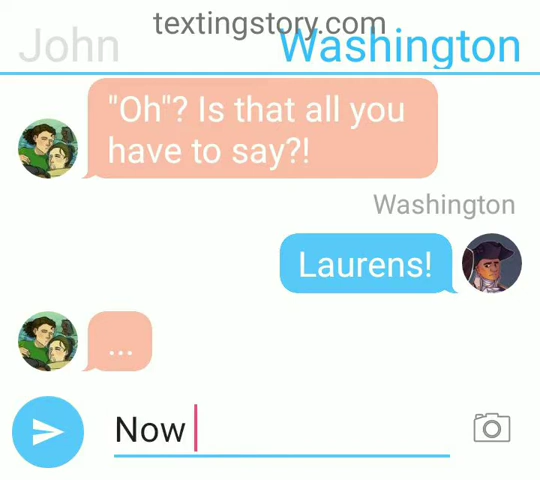 textingstory.com
John Washington
"Oh"? Is that all you
have to say?!
Washington
Laurens!
...
Now